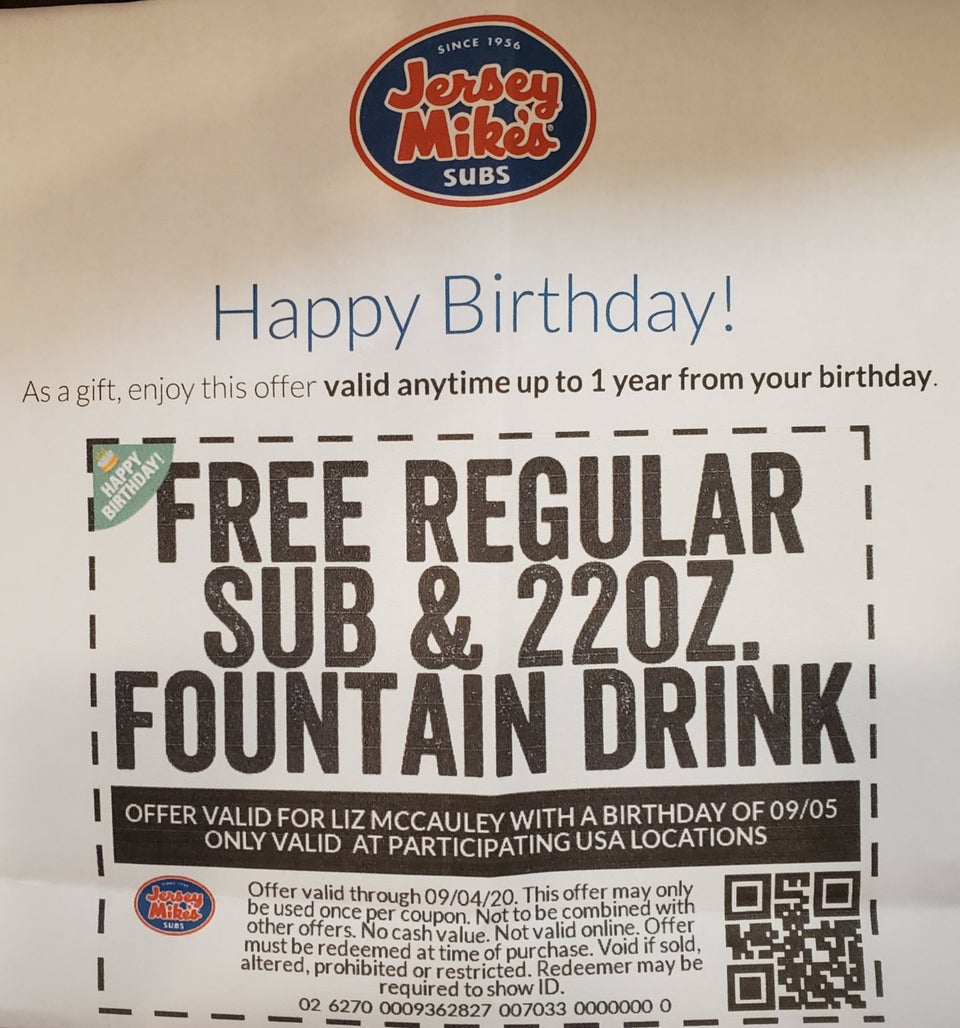 SINCE 1956
Jersey
Mike's
SUBS
Happy Birthday!
As a gift, enjoy this offer valid anytime up to 1 year from your birthday.
HAPPY
BIRTHDAY!
FREE REGULAR
SUB & 22OZ.
FOUNTAIN DRINK
OFFER VALID FOR LIZ MCCAULEY WITH A BIRTHDAY OF 09/05
ONLY VALID AT PARTICIPATING USA LOCATIONS
Jersey
Mike's
SUBS
Offer valid through 09/04/20. This offer may only
be used once per coupon. Not to be combined with
other offers. No cash value. Not valid online. Offer
must be redeemed at time of purchase. Void if sold,
altered, prohibited or restricted. Redeemer may be
required to show ID.
02 6270 0009362827 007033 0000000 0